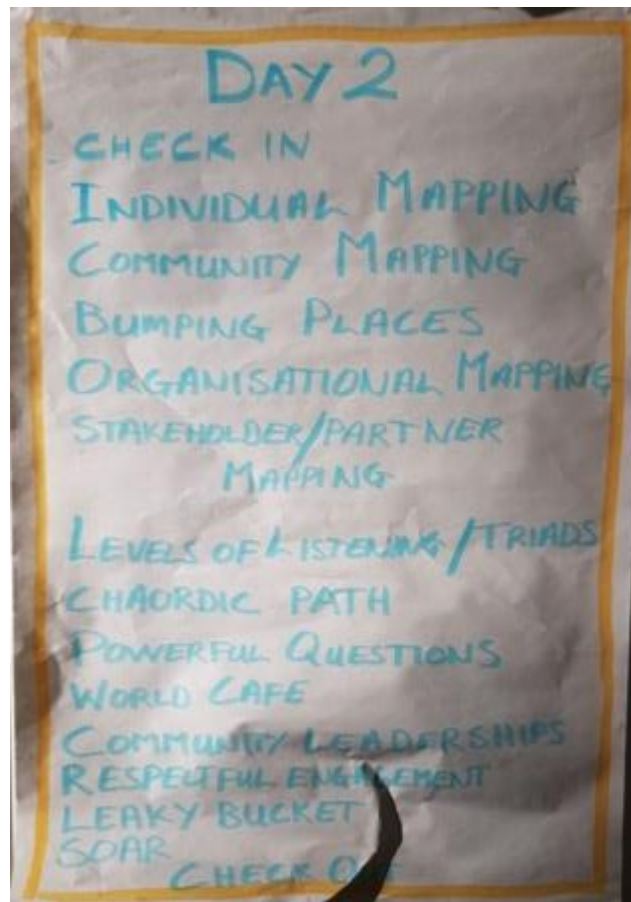 DAY 2
CHECK IN
INDIVIDUAL MAPPING
COMMUNITY MAPPING
BUMPING PLACES
ORGANISATIONAL MAPPING
STAKEHOLDER/PARTNER
MAPPING
LEVELS OF LISTENING/TRIADS
CHAORDIC PATH
POWERFUL QUESTIONS
WORLD CAFE
COMMUNITY LEADERSHIPS
RESPECTFUL ENGAGEMENT
LEAKY BUCKET
SOAR
CHECK